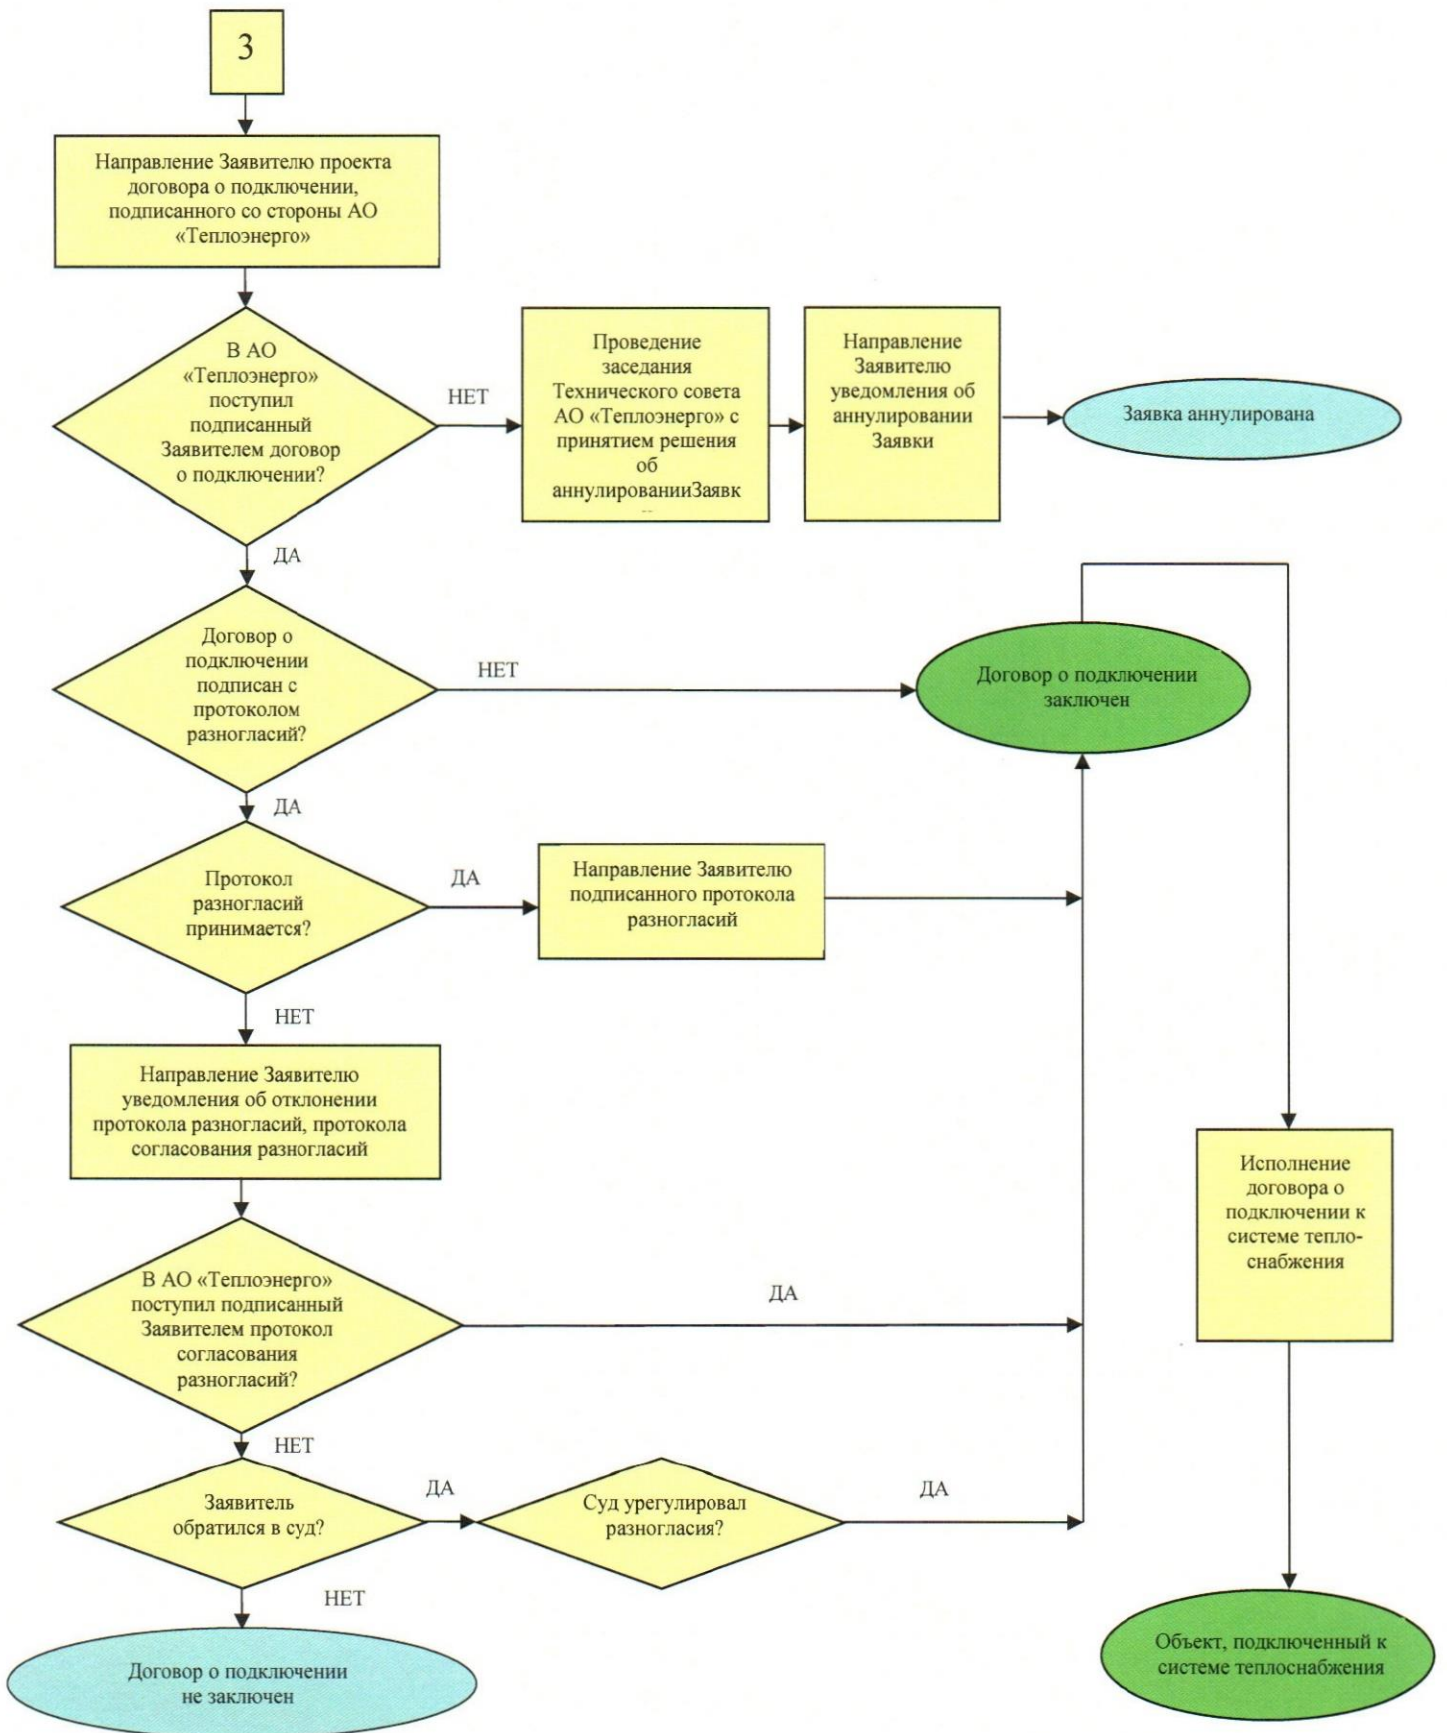 3
Направление Заявителю проекта
договора о подключении,
подписанного со стороны АО
«Теплоэнерго»
В АО
«Теплоэнерго»
поступил
подписанный
Заявителем договор
о подключении?
НЕТ
Проведение
заседания
Технического совета
АО «Теплоэнерго» с
принятием решения
об
аннулированииЗаявк
Направление
Заявителю
уведомления об
аннулировании
Заявки
Заявка аннулирована
ДА
Договор о
подключении
подписан с
протоколом
разногласий?
НЕТ
Договор о подключении
заключен
ДА
Протокол
разногласий
принимается?
ДА
Направление Заявителю
подписанного протокола
разногласий
НЕТ
Направление Заявителю
уведомления об отклонении
протокола разногласий, протокола
согласования разногласий
Исполнение
договора о
подключении к
системе тепло-
снабжения
В АО «Теплоэнерго»
поступил подписанный
Заявителем протокол
согласования
разногласий?
ДА
НЕТ
Заявитель
обратился в суд?
ДА
Суд урегулировал
разногласия?
ДА
НЕТ
Договор о подключении
не заключен
Объект, подключенный к
системе теплоснабжения